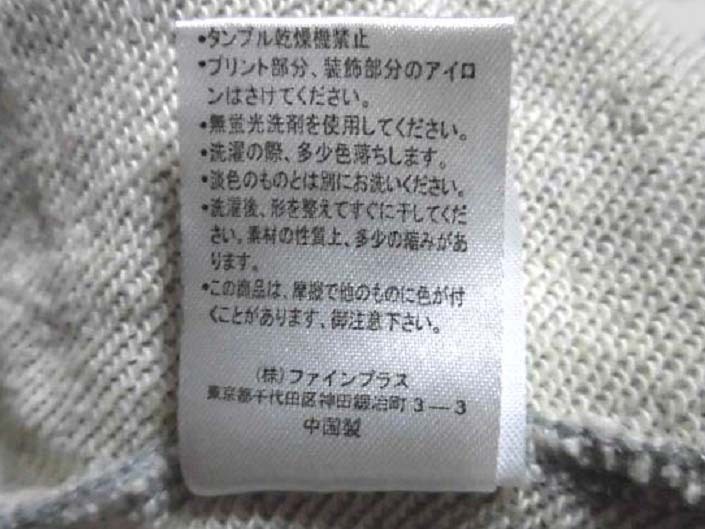 •タンブル乾燥機禁止
•プリント部分、装飾部分のアイロ
ンはさけてください。
•無蛍光洗剤を使用してください。
•洗濯の際、多少色落ちします。
•淡色のものとは別にお洗いください。
•洗濯後、形を整えてすぐに干してくだ
さい。素材の性質上、多少の縮みがあ
ります。
•この商品は、摩擦で他のものに色が付
くことがあります、御注意下さい。
(株)ファインプラス
東京都千代田区神田鍛冶町3―3
中国製